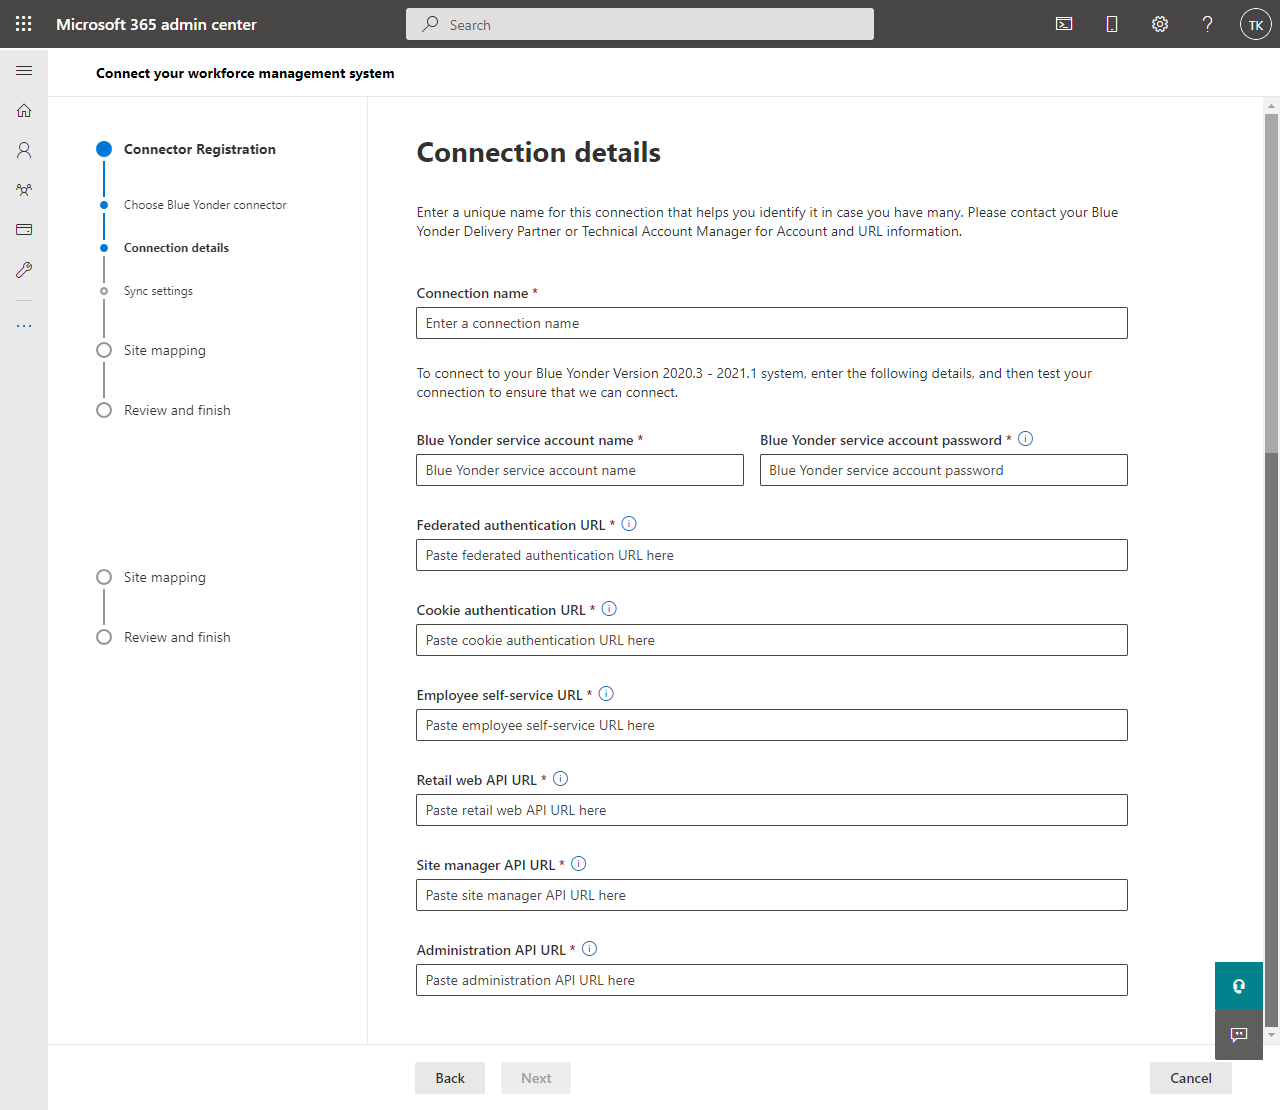 Microsoft 365 admin center
Search
TK
Connect your workforce management system
Connector Registration
Choose Blue Yonder connector
Connection details
Sync settings
Site mapping
Review and finish
Site mapping
Review and finish
Connection details
Enter a unique name for this connection that helps you identify it in case you have many. Please contact your Blue
Yonder Delivery Partner or Technical Account Manager for Account and URL information.
Connection name *
Enter a connection name
To connect to your Blue Yonder Version 2020.3 - 2021.1 system, enter the following details, and then test your
connection to ensure that we can connect.
Blue Yonder service account name *
Blue Yonder service account password *
Blue Yonder service account name
Blue Yonder service account password
Federated authentication URL *
Paste federated authentication URL here
Cookie authentication URL *
Paste cookie authentication URL here
Employee self-service URL *
Paste employee self-service URL here
Retail web API URL *
Paste retail web API URL here
Site manager API URL *
Paste site manager API URL here
Administration API URL *
Paste administration API URL here
Back
Next
Cancel